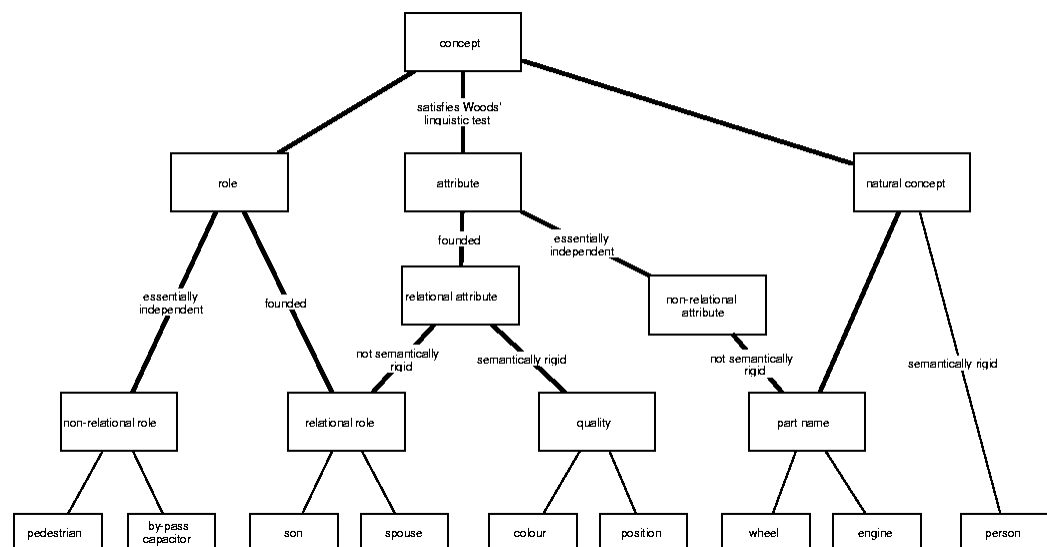 concept
satisfies Woods'
linguistic test
role
attribute
natural concept
founded
essentially
independent
relational attribute
non-relational
attribute
essentially
independent
founded
not semantically
rigid
semantically rigid
not semantically
rigid
semantically rigid
non-relational role
relational role
quality
part name
pedestrian
by-pass
capacitor
son
spouse
colour
position
wheel
engine
person